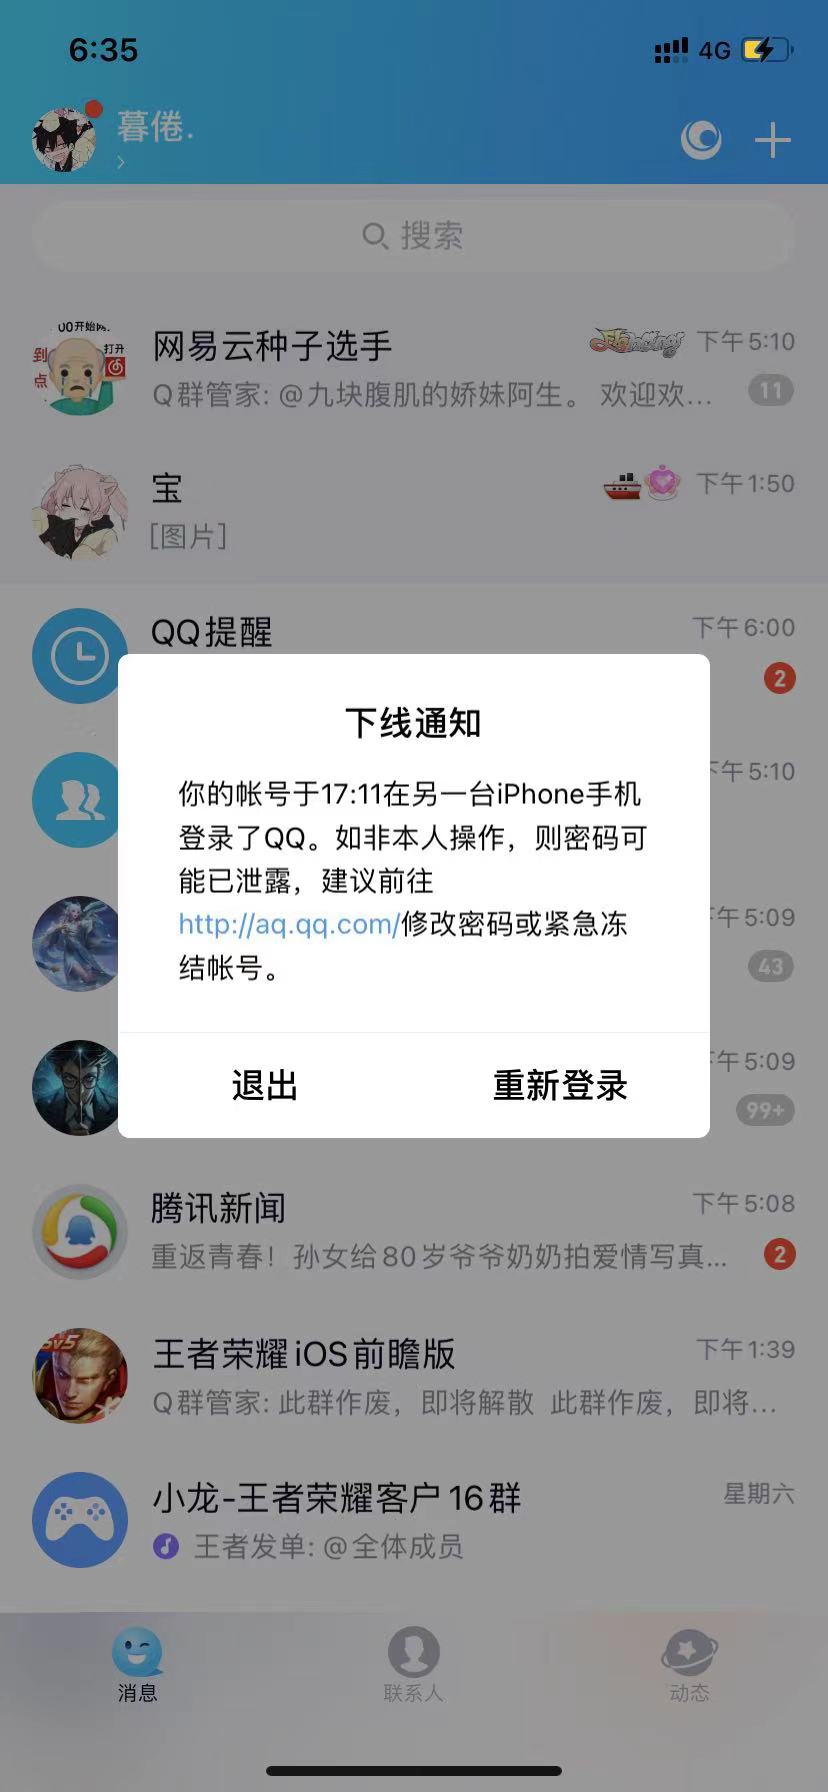 6:35
4G
暮倦.
搜索
UO开始网.
到点
打开
网易云种子选手
下午5:10
Q群管家: @九块腹肌的娇妹阿生。 欢迎欢...
11
宝
下午1:50
[图片]
QQ提醒
下午6:00
2
下线通知
你的帐号于17:11在另一台iPhone手机
登录了QQ。如非本人操作，则密码可
能已泄露，建议前往
http://aq.qq.com/修改密码或紧急冻
结帐号。
退出
重新登录
下午5:10
下午5:09
43
下午5:09
99+
腾讯新闻
下午5:08
重返青春！孙女给80岁爷爷奶奶拍爱情写真...
2
5v5
王者荣耀iOS前瞻版
下午1:39
Q群管家: 此群作废，即将解散 此群作废，即将...
小龙-王者荣耀客户16群
星期六
王者发单: @全体成员
消息
联系人
动态